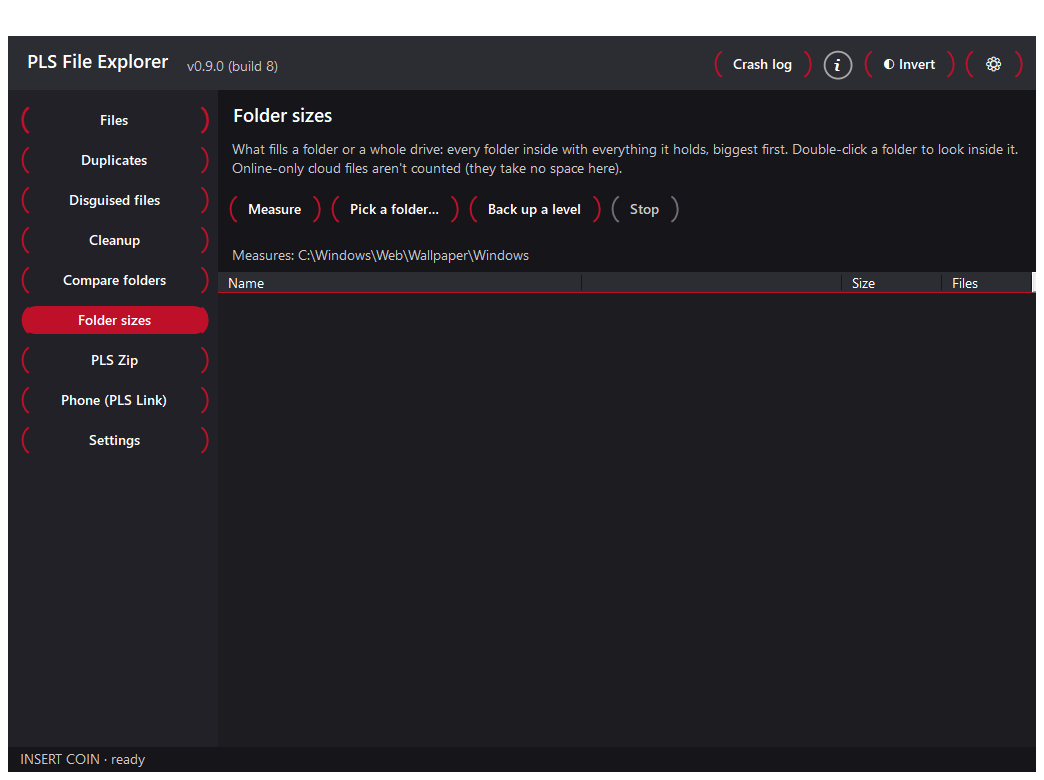 PLS File Explorer v0.9.0 (build 8) Crash log i Invert
Files
Duplicates
Disguised files
Cleanup
Compare folders
Folder sizes
PLS Zip
Phone (PLS Link)
Settings
Folder sizes
What fills a folder or a whole drive: every folder inside with everything it holds, biggest first. Double-click a folder to look inside it.
Online-only cloud files aren't counted (they take no space here).
Measure Pick a folder... Back up a level Stop
Measures: C:\Windows\Web\Wallpaper\Windows
Name Size Files
INSERT COIN · ready